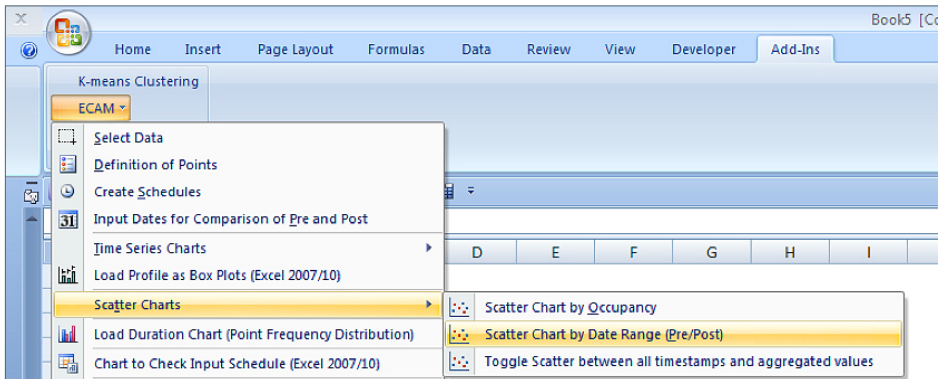 Book5 [Co
Home Insert Page Layout Formulas Data Review View Developer Add-Ins
K-means Clustering
ECAM
Select Data
Definition of Points
Create Schedules
31 Input Dates for Comparison of Pre and Post
Time Series Charts
D E F G H I
Load Profile as Box Plots (Excel 2007/10)
Scatter Charts
Scatter Chart by Occupancy
Load Duration Chart (Point Frequency Distribution)
Scatter Chart by Date Range (Pre/Post)
Chart to Check Input Schedule (Excel 2007/10)
Toggle Scatter between all timestamps and aggregated values